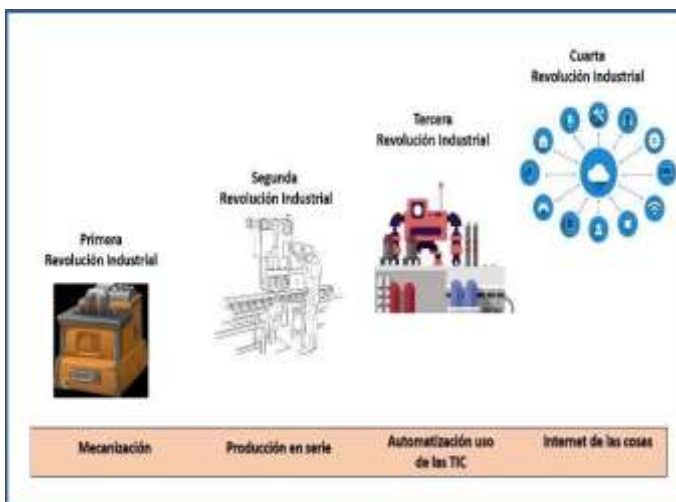 Primera
Revolución Industrial
Segunda
Revolución Industrial
Tercera
Revolución Industrial
Cuarta
Revolución Industrial
Mecanización
Producción en serie
Automatización uso
de las TIC
Internet de las cosas